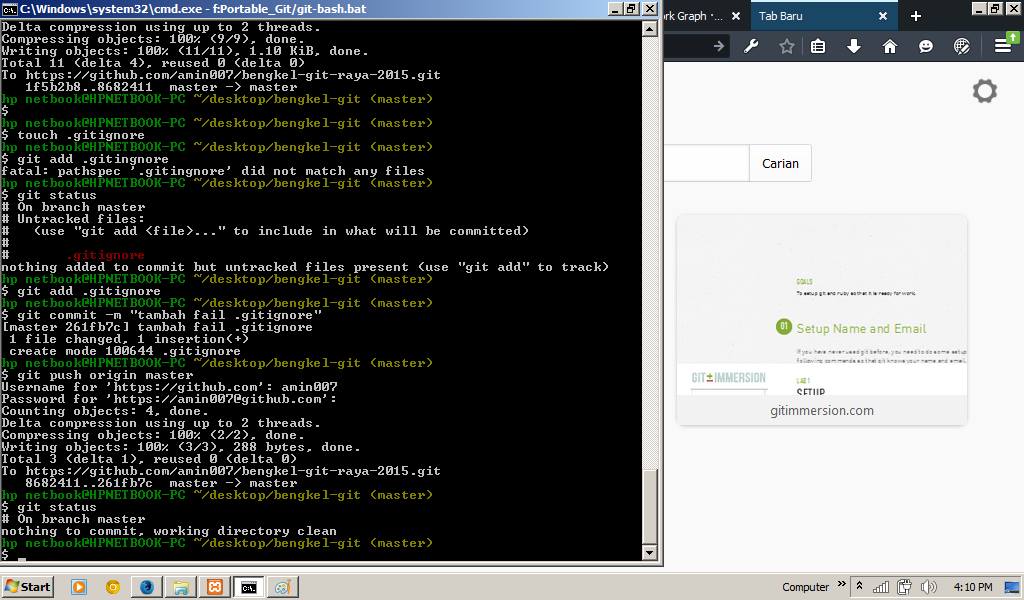 C:\Windows\system32\cmd.exe - f:Portable_Git/git-bash.bat
Delta compression using up to 2 threads.
Compressing objects: 100% (9/9), done.
Writing objects: 100% (11/11), 1.10 KiB, done.
Total 11 (delta 4), reused 0 (delta 0)
To https://github.com/amin007/bengkel-git-raya-2015.git
1f5b2b8..8682411  master -> master
hp netbook@HPNETBOOK-PC ~/desktop/bengkel-git (master)
$
hp netbook@HPNETBOOK-PC ~/desktop/bengkel-git (master)
$ touch .gitignore
hp netbook@HPNETBOOK-PC ~/desktop/bengkel-git (master)
$ git add .gitingnore
fatal: pathspec '.gitingnore' did not match any files
hp netbook@HPNETBOOK-PC ~/desktop/bengkel-git (master)
$ git status
# On branch master
# Untracked files:
#   (use "git add <file>..." to include in what will be committed)
#
#       .gitignore
nothing added to commit but untracked files present (use "git add" to track)
hp netbook@HPNETBOOK-PC ~/desktop/bengkel-git (master)
$ git add .gitignore
hp netbook@HPNETBOOK-PC ~/desktop/bengkel-git (master)
$ git commit -m "tambah fail .gitignore"
[master 261fb7c] tambah fail .gitignore
1 file changed, 1 insertion(+)
create mode 100644 .gitignore
hp netbook@HPNETBOOK-PC ~/desktop/bengkel-git (master)
$ git push origin master
Username for 'https://github.com': amin007
Password for 'https://amin007@github.com':
Counting objects: 4, done.
Delta compression using up to 2 threads.
Compressing objects: 100% (2/2), done.
Writing objects: 100% (3/3), 288 bytes, done.
Total 3 (delta 1), reused 0 (delta 0)
To https://github.com/amin007/bengkel-git-raya-2015.git
8682411..261fb7c  master -> master
hp netbook@HPNETBOOK-PC ~/desktop/bengkel-git (master)
$ git status
# On branch master
nothing to commit, working directory clean
hp netbook@HPNETBOOK-PC ~/desktop/bengkel-git (master)
$
rk Graph ·...
Tab Baru
Carian
GOALS
To setup git and ruby so that it is ready for work.
01 Setup Name and Email
If you have never used git before, you need to do some setup
following commands so that git knows your name and email.
GIT±IMMERSION
LAB 1
SETUP
gitimmersion.com
Start
Computer
4:10 PM